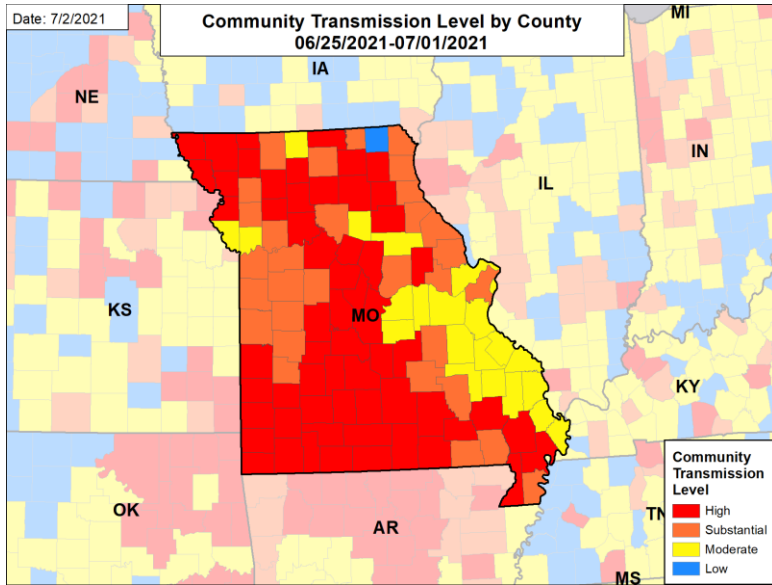 Date: 7/2/2021
Community Transmission Level by County
06/25/2021-07/01/2021
MI
IA
NE
IN
IL
KS
MO
KY
OK
AR
TN
MS
Community
Transmission
Level
High
Substantial
Moderate
Low